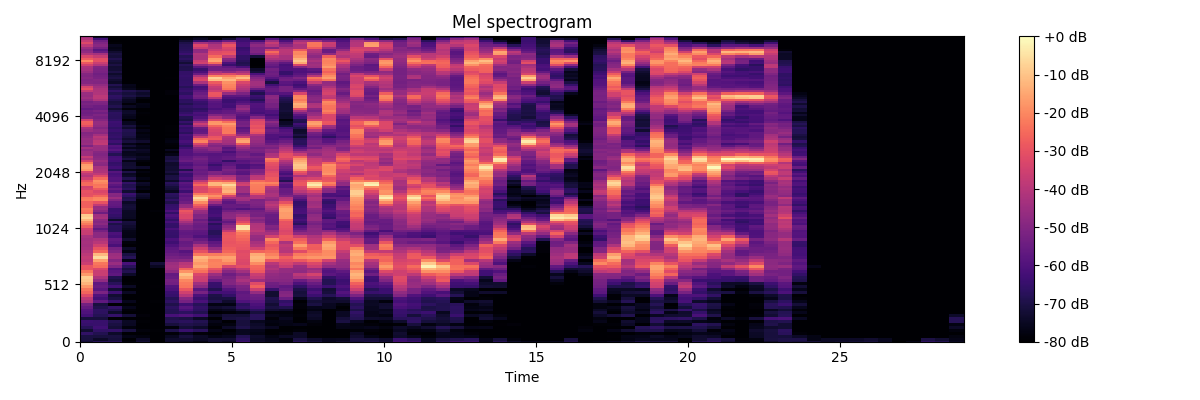 Mel spectrogram
Hz
8192
4096
2048
1024
512
0
0 5 10 15 20 25
Time
+0 dB
-10 dB
-20 dB
-30 dB
-40 dB
-50 dB
-60 dB
-70 dB
-80 dB